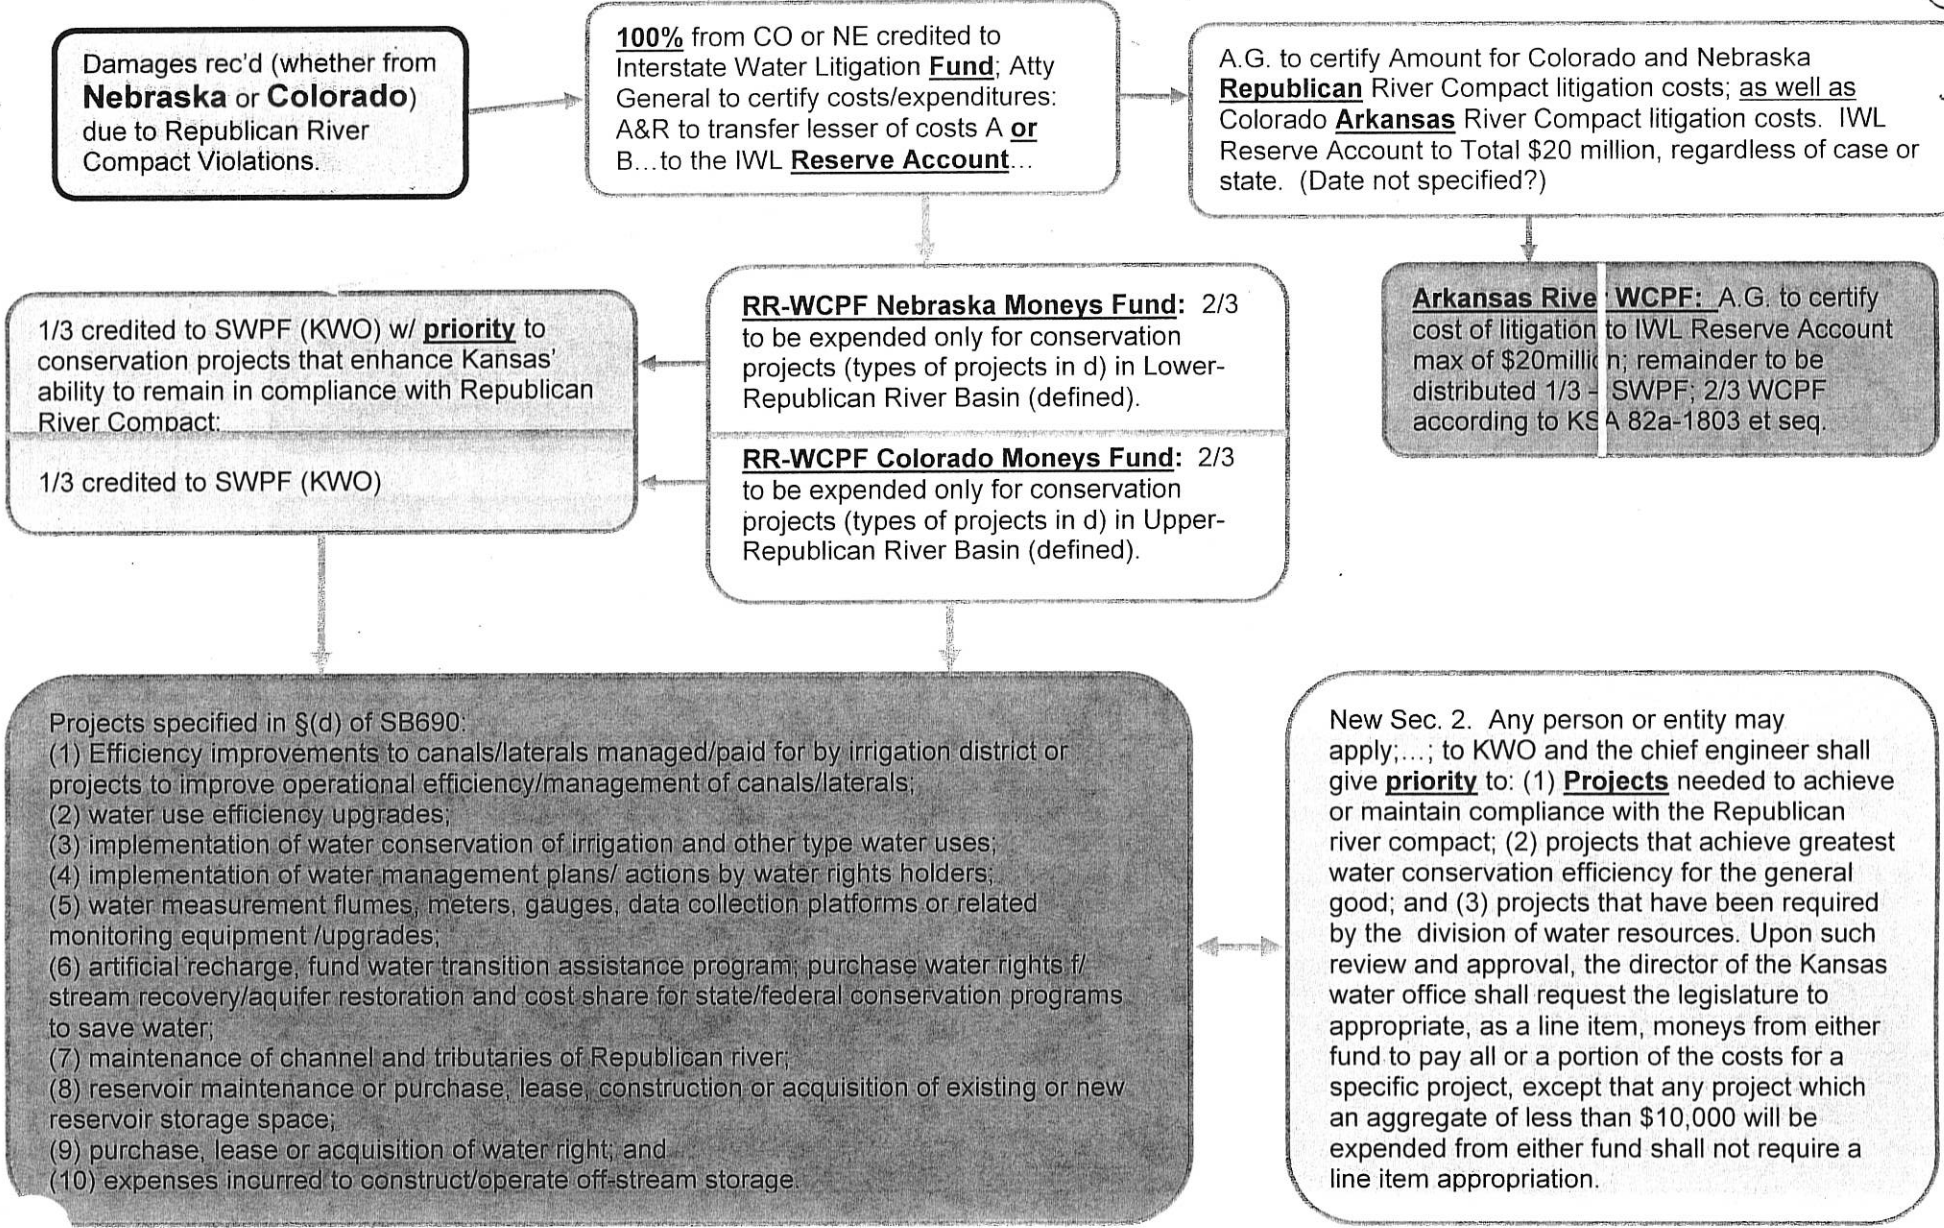 Damages rec'd (whether from
Nebraska or Colorado)
due to Republican River
Compact Violations.
100% from CO or NE credited to
Interstate Water Litigation Fund; Atty
General to certify costs/expenditures:
A&R to transfer lesser of costs A or
B...to the IWL Reserve Account...
A.G. to certify Amount for Colorado and Nebraska
Republican River Compact litigation costs; as well as
Colorado Arkansas River Compact litigation costs. IWL
Reserve Account to Total $20 million, regardless of case or
state. (Date not specified?)
1/3 credited to SWPF (KWO) w/ priority to
conservation projects that enhance Kansas'
ability to remain in compliance with Republican
River Compact:
1/3 credited to SWPF (KWO)
RR-WCPF Nebraska Moneys Fund: 2/3
to be expended only for conservation
projects (types of projects in d) in Lower-
Republican River Basin (defined).
RR-WCPF Colorado Moneys Fund: 2/3
to be expended only for conservation
projects (types of projects in d) in Upper-
Republican River Basin (defined).
Arkansas Rive WCPF: A.G. to certify
cost of litigation to IWL Reserve Account
max of $20million; remainder to be
distributed 1/3 - SWPF; 2/3 WCPF
according to KSA 82a-1803 et seq.
Projects specified in §(d) of SB690:
(1) Efficiency improvements to canals/laterals managed/paid for by irrigation district or
projects to improve operational efficiency/management of canals/laterals;
(2) water use efficiency upgrades;
(3) implementation of water conservation of irrigation and other type water uses;
(4) implementation of water management plans/ actions by water rights holders;
(5) water measurement flumes, meters, gauges, data collection platforms or related
monitoring equipment /upgrades;
(6) artificial recharge, fund water transition assistance program; purchase water rights f/
stream recovery/aquifer restoration and cost share for state/federal conservation programs
to save water;
(7) maintenance of channel and tributaries of Republican river;
(8) reservoir maintenance or purchase, lease, construction or acquisition of existing or new
reservoir storage space;
(9) purchase, lease or acquisition of water right; and
(10) expenses incurred to construct/operate off-stream storage.
New Sec. 2. Any person or entity may
apply;...; to KWO and the chief engineer shall
give priority to: (1) Projects needed to achieve
or maintain compliance with the Republican
river compact; (2) projects that achieve greatest
water conservation efficiency for the general
good; and (3) projects that have been required
by the division of water resources. Upon such
review and approval, the director of the Kansas
water office shall request the legislature to
appropriate, as a line item, moneys from either
fund to pay all or a portion of the costs for a
specific project, except that any project which
an aggregate of less than $10,000 will be
expended from either fund shall not require a
line item appropriation.